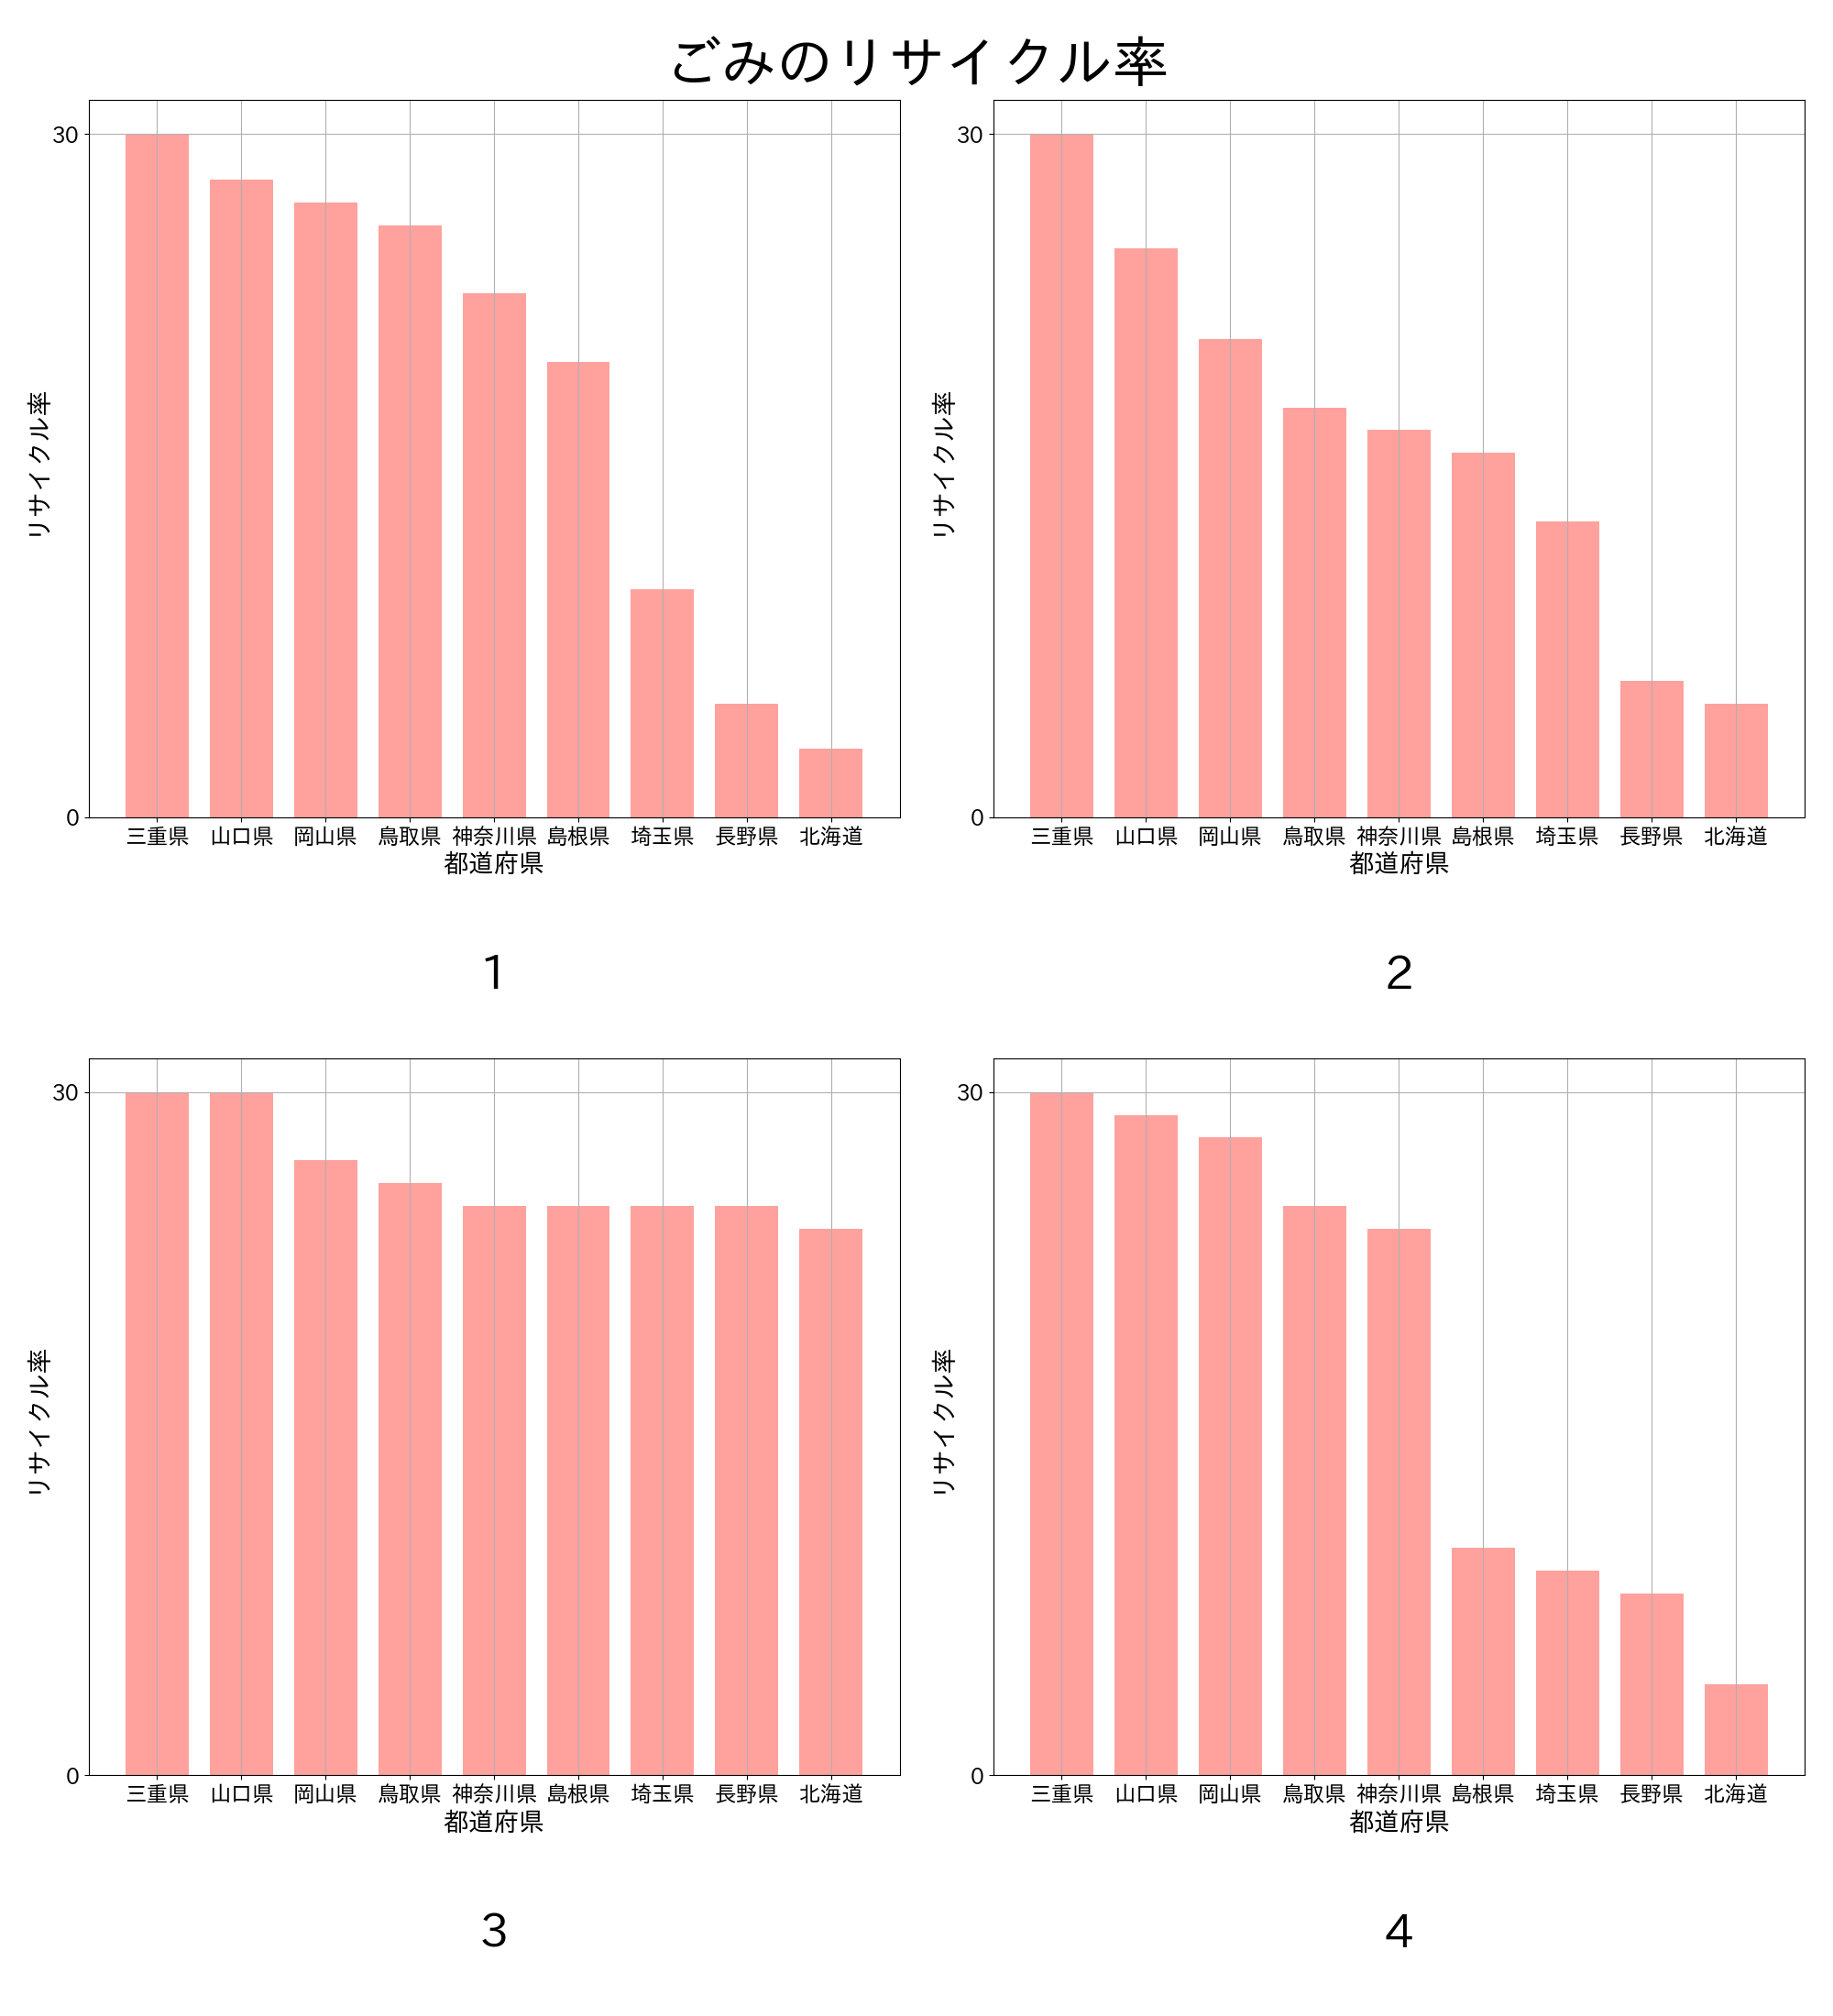 ごみのリサイクル率
30
0
リサイクル率
三重県 山口県 岡山県 鳥取県 神奈川県 島根県 埼玉県 長野県 北海道
都道府県
1
30
0
リサイクル率
三重県 山口県 岡山県 鳥取県 神奈川県 島根県 埼玉県 長野県 北海道
都道府県
2
30
0
リサイクル率
三重県 山口県 岡山県 鳥取県 神奈川県 島根県 埼玉県 長野県 北海道
都道府県
3
30
0
リサイクル率
三重県 山口県 岡山県 鳥取県 神奈川県 島根県 埼玉県 長野県 北海道
都道府県
4